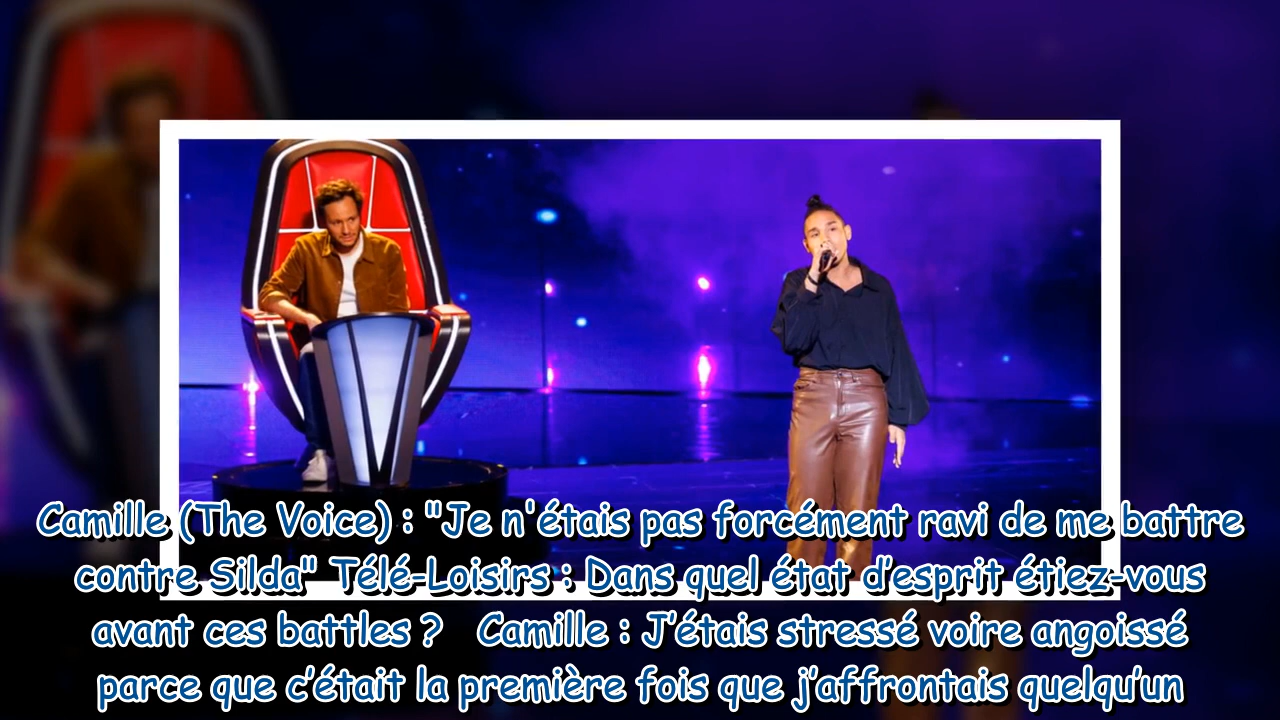 Camille (The Voice) : "Je n'étais pas forcément ravi de me battre
contre Silda" Télé-Loisirs : Dans quel état d’esprit étiez-vous
avant ces battles ? Camille : J’étais stressé voire angoissé
parce que c’était la première fois que j’affrontais quelqu’un